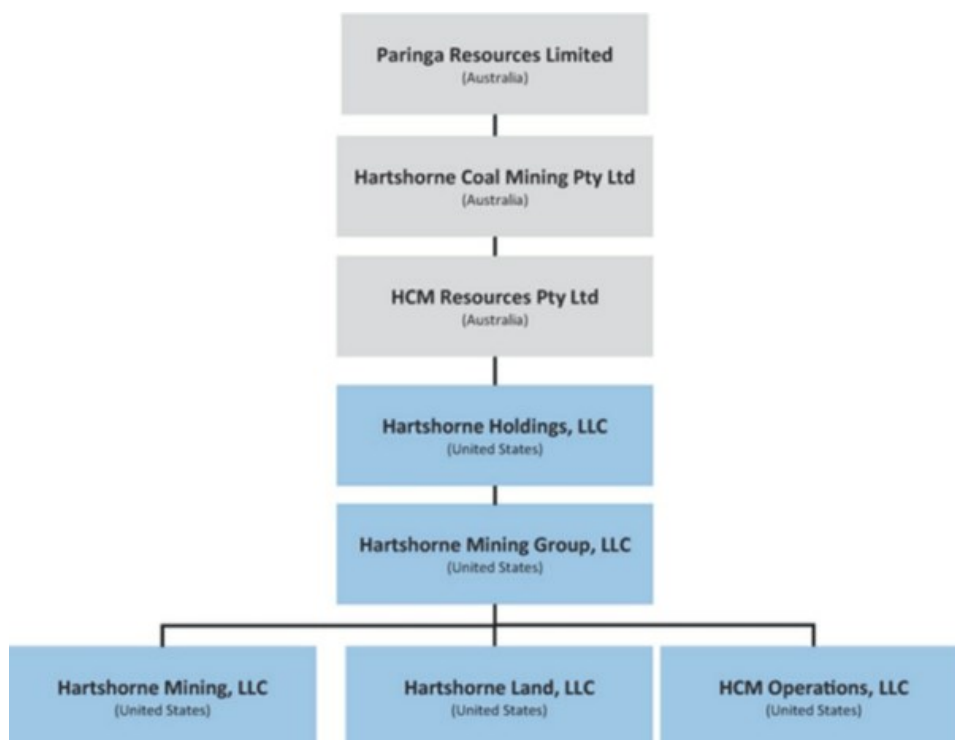 Paringa Resources Limited
(Australia)
Hartshorne Coal Mining Pty Ltd
(Australia)
HCM Resources Pty Ltd
(Australia)
Hartshorne Holdings, LLC
(United States)
Hartshorne Mining Group, LLC
(United States)
Hartshorne Mining, LLC
(United States)
Hartshorne Land, LLC
(United States)
HCM Operations, LLC
(United States)